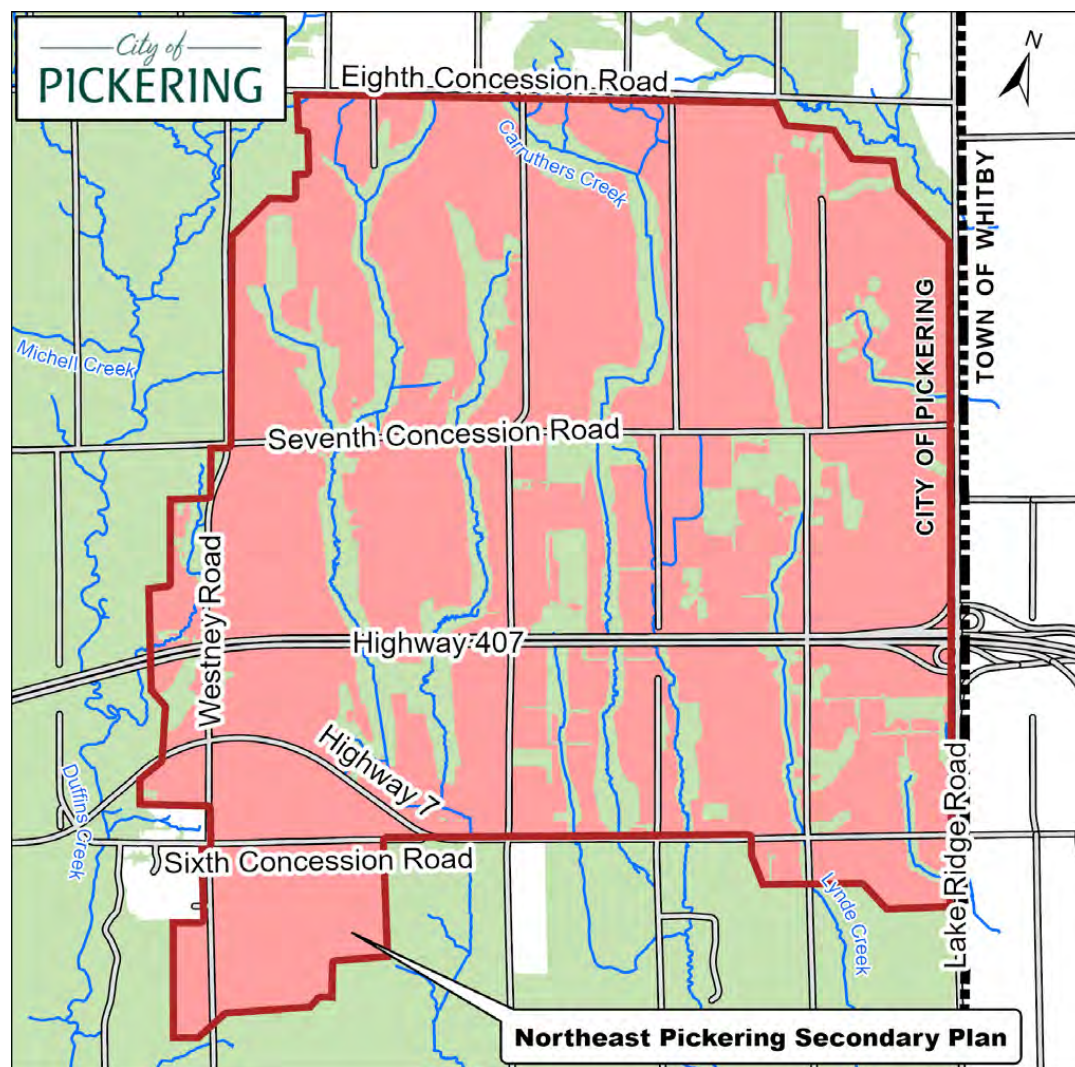 City of
PICKERING
Eighth Concession Road
N
Carruthers Creek
TOWN OF WHITBY
CITY OF PICKERING
Michell Creek
Seventh Concession Road
Westney Road
Highway 407
Highway 7
Duffins Creek
Sixth Concession Road
Lake Ridge Road
Lynde Creek
Northeast Pickering Secondary Plan